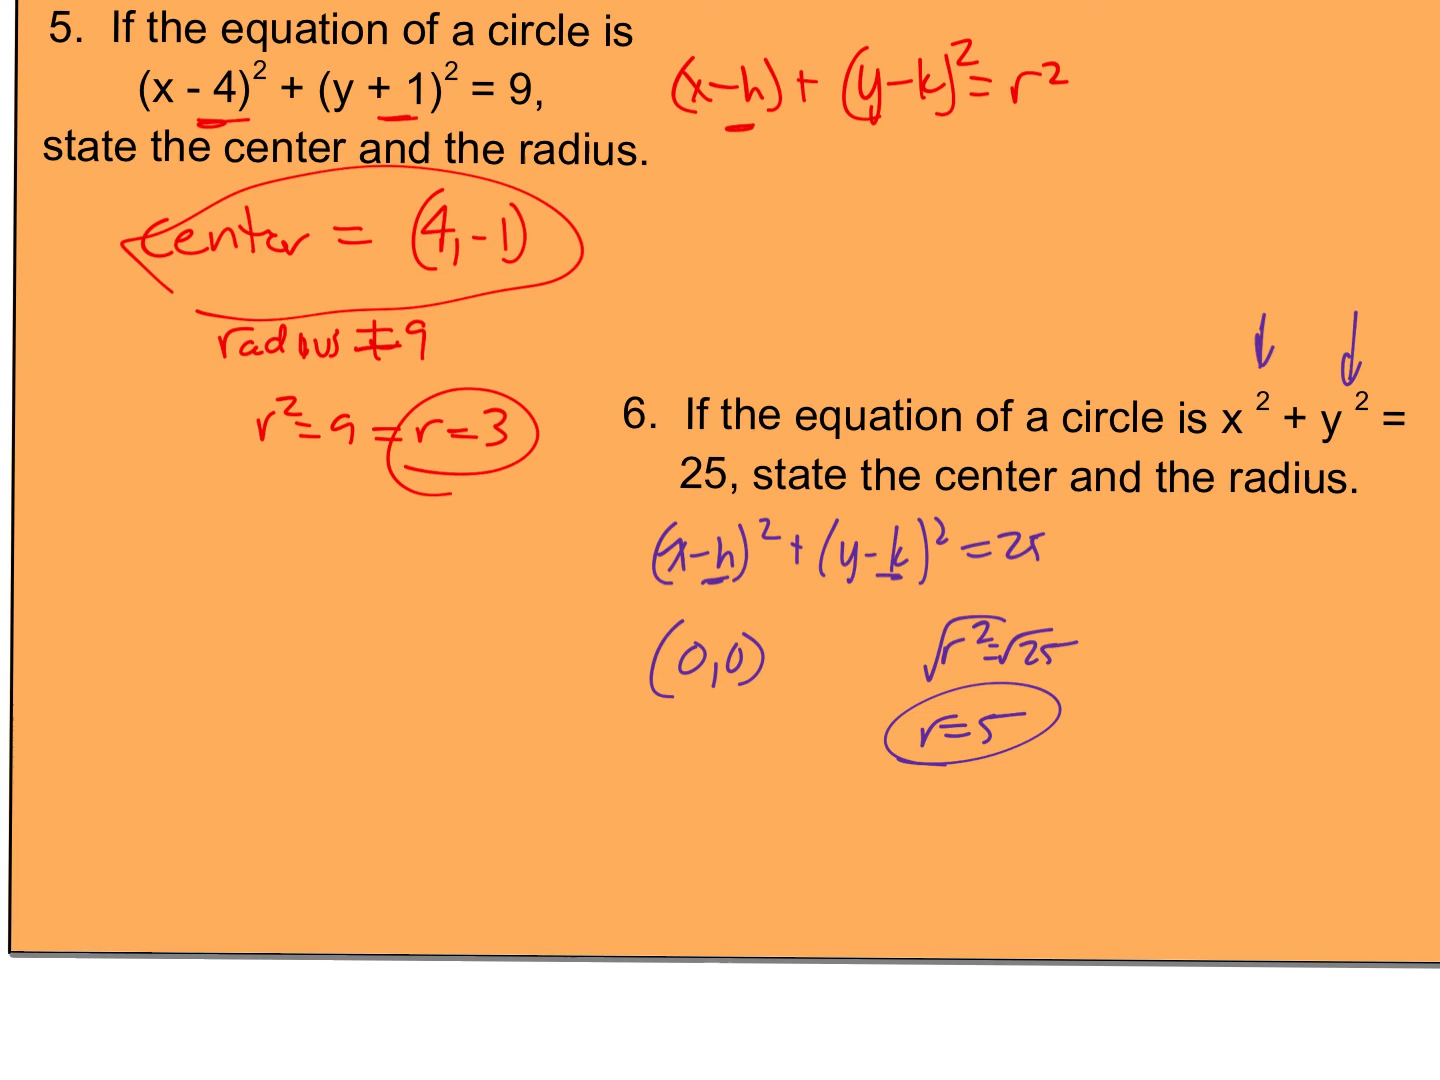 5. If the equation of a circle is
(x - 4)² + (y + 1)² = 9,
state the center and the radius.
(x-h) + (y-k)² = r²
center = (4,-1)
radius ≠ 9
r² = 9 = r = 3
6. If the equation of a circle is x ² + y ² =
25, state the center and the radius.
(x-h)² + (y-k)² = 25
(0,0)
√r² = √25
r = 5